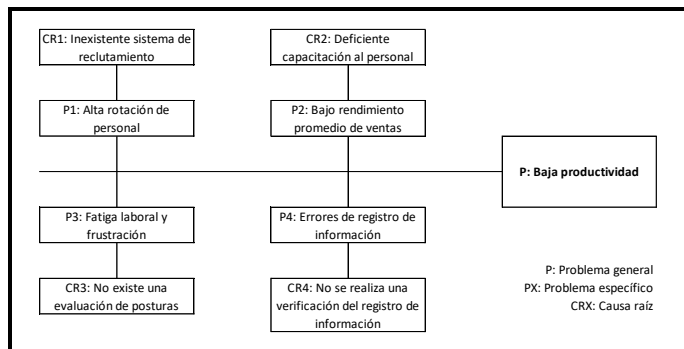 CR1: Inexistente sistema de
reclutamiento
CR2: Deficiente
capacitación al personal
P1: Alta rotación de
personal
P2: Bajo rendimiento
promedio de ventas
P: Baja productividad
P3: Fatiga laboral y
frustración
P4: Errores de registro de
información
CR3: No existe una
evaluación de posturas
CR4: No se realiza una
verificación del registro de
información
P: Problema general
PX: Problema específico
CRX: Causa raíz